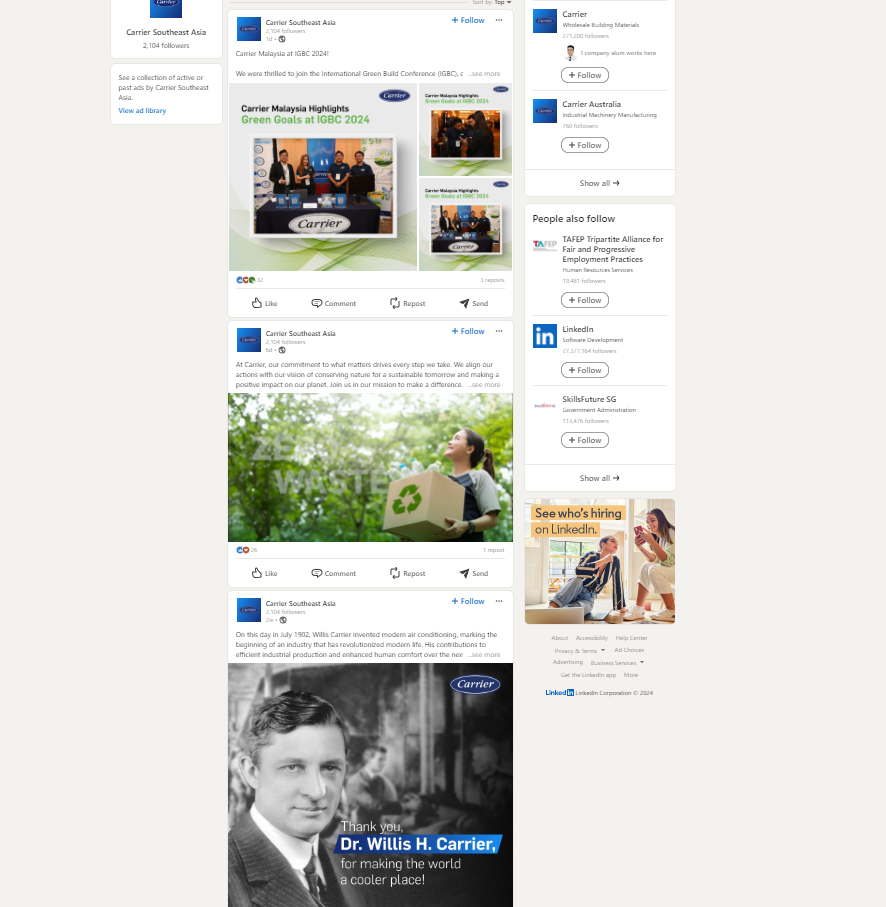 Carrier
Carrier Southeast Asia
2,104 followers
See a collection of active or
past ads by Carrier Southeast
Asia.
View ad library
Sort by: Top
Carrier Southeast Asia
2,104 followers
1d •
+ Follow
Carrier Malaysia at IGBC 2024!
We were thrilled to join the International Green Build Conference (IGBC), c ...see more
Carrier
Carrier Malaysia Highlights
Green Goals at IGBC 2024
Carrier
Carrier Malaysia Highlights
Green Goals at IGBC 2024
Carrier Malaysia Highlights
Green Goals at IGBC 2024
Carrier
32
3 reposts
Like
Comment
Repost
Send
Carrier Southeast Asia
2,104 followers
6d •
+ Follow
At Carrier, our commitment to what matters drives every step we take. We align our
actions with our vision of conserving nature for a sustainable tomorrow and making a
positive impact on our planet. Join us in our mission to make a difference. ...see more
ZERO
WASTE
26
1 repost
Like
Comment
Repost
Send
Carrier Southeast Asia
2,104 followers
2w •
+ Follow
On this day in July 1902, Willis Carrier invented modern air conditioning, marking the
beginning of an industry that has revolutionized modern life. His contributions to
efficient industrial production and enhanced human comfort over the nex ...see more
Carrier
Thank you,
Dr. Willis H. Carrier,
for making the world
a cooler place!
Carrier
Wholesale Building Materials
271,200 followers
1 company alum works here
+ Follow
Carrier Australia
Industrial Machinery Manufacturing
760 followers
+ Follow
Show all →
People also follow
TAFEP
TAFEP Tripartite Alliance for
Fair and Progressive
Employment Practices
Human Resources Services
19,481 followers
+ Follow
in
LinkedIn
Software Development
27,377,164 followers
+ Follow
SkillsFuture SG
Government Administration
113,476 followers
+ Follow
Show all →
See who's hiring
on LinkedIn.
About Accessibility Help Center
Privacy & Terms Ad Choices
Advertising Business Services
Get the LinkedIn app More
LinkedIn LinkedIn Corporation © 2024